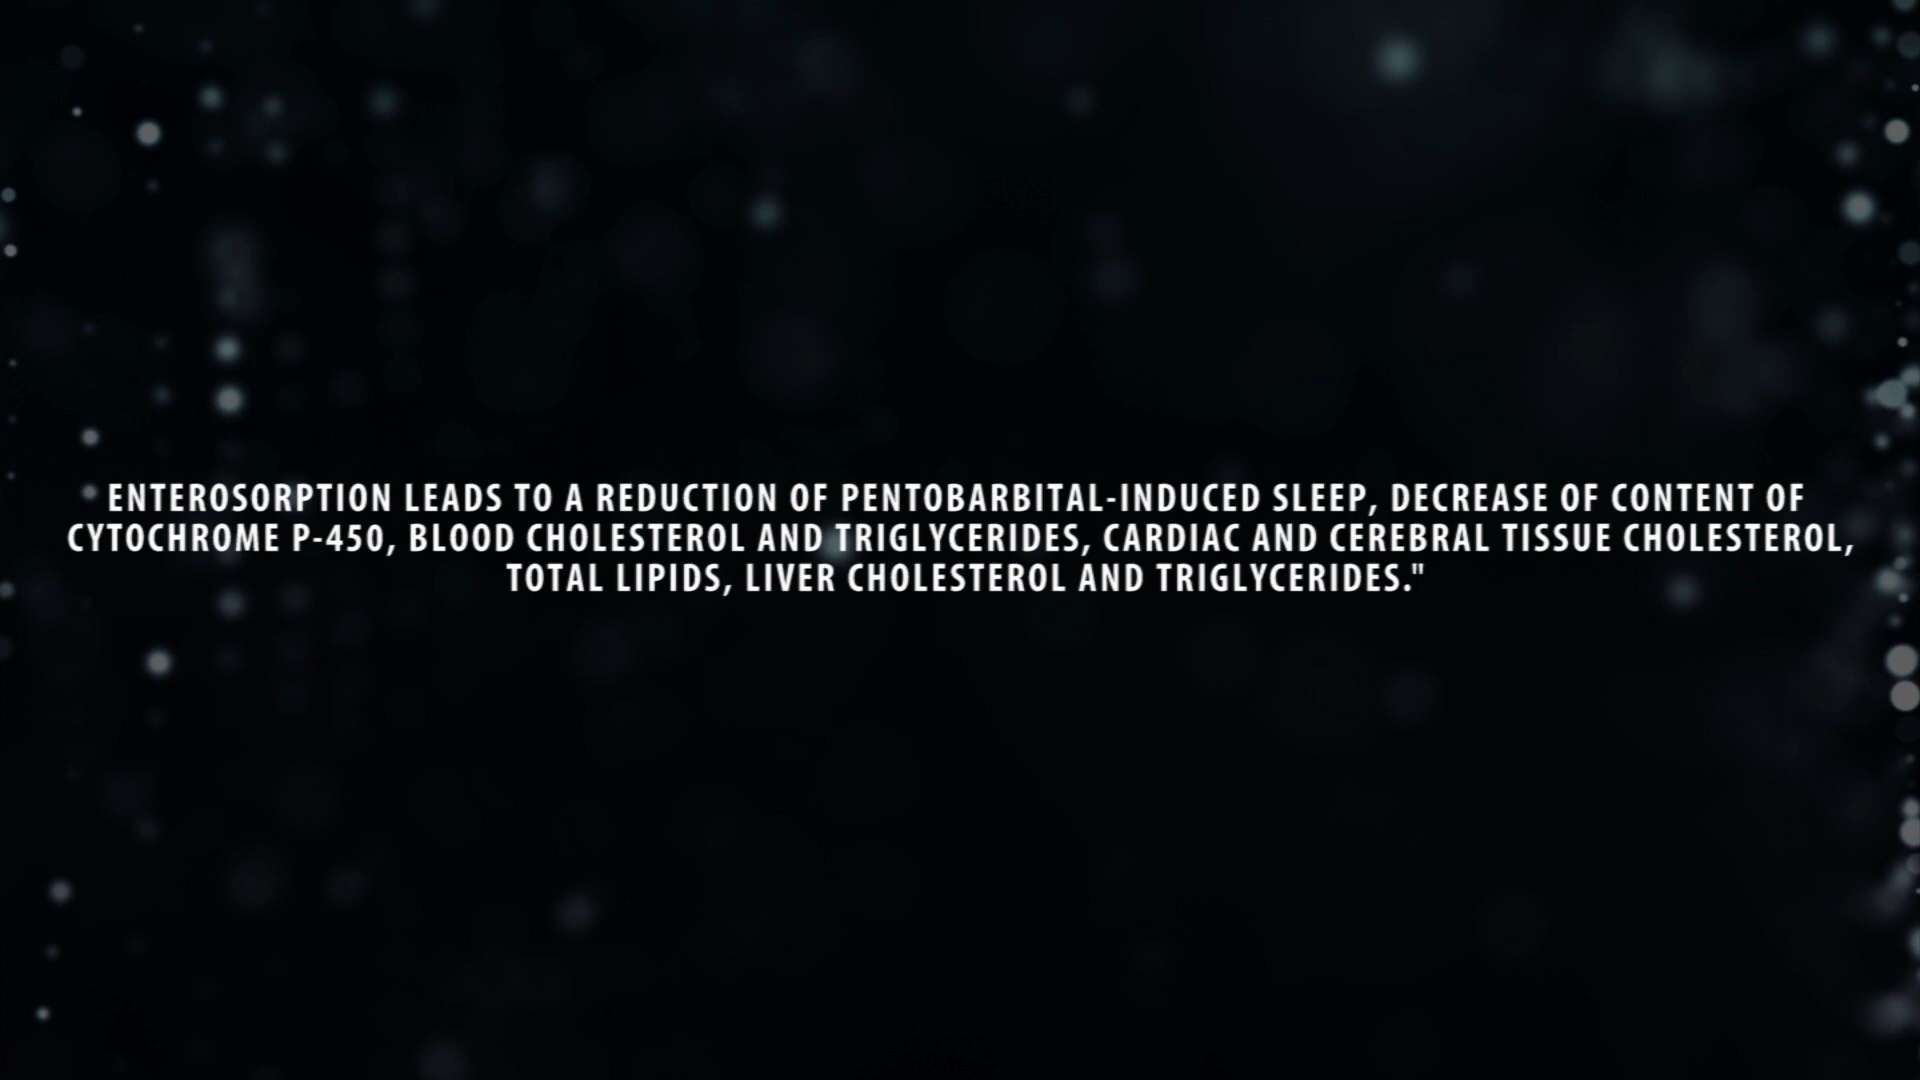 ENTEROSORPTION LEADS TO A REDUCTION OF PENTOBARBITAL-INDUCED SLEEP, DECREASE OF CONTENT OF
CYTOCHROME P-450, BLOOD CHOLESTEROL AND TRIGLYCERIDES, CARDIAC AND CEREBRAL TISSUE CHOLESTEROL,
TOTAL LIPIDS, LIVER CHOLESTEROL AND TRIGLYCERIDES."